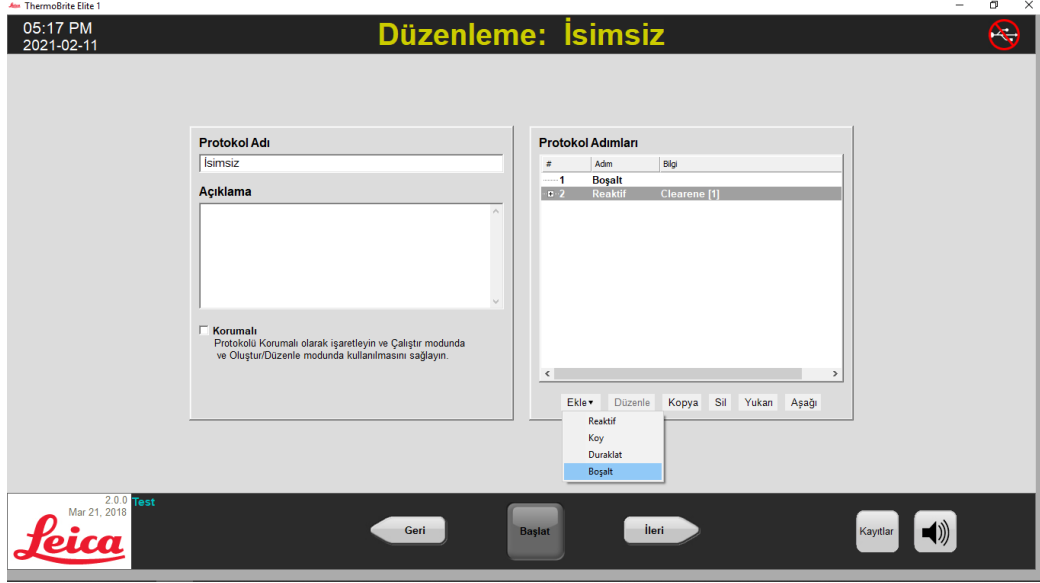 ThermoBrite Elite 1
05:17 PM
2021-02-11
Düzenleme: İsimsiz
Protokol Adı
İsimsiz
Açıklama
Korumalı
Protokolü Korumalı olarak işaretleyin ve Çalıştır modunda
ve Oluştur/Düzenle modunda kullanılmasını sağlayın.
Protokol Adımları
# Adım Bilgi
1 Boşalt
2 Reaktif Clearene [1]
Ekle▾ Düzenle Kopya Sil Yukarı Aşağı
Reaktif
Koy
Duraklat
Boşalt
2.0.0
Mar 21, 2018
Leica
Test
Geri
Başlat
İleri
Kayıtlar